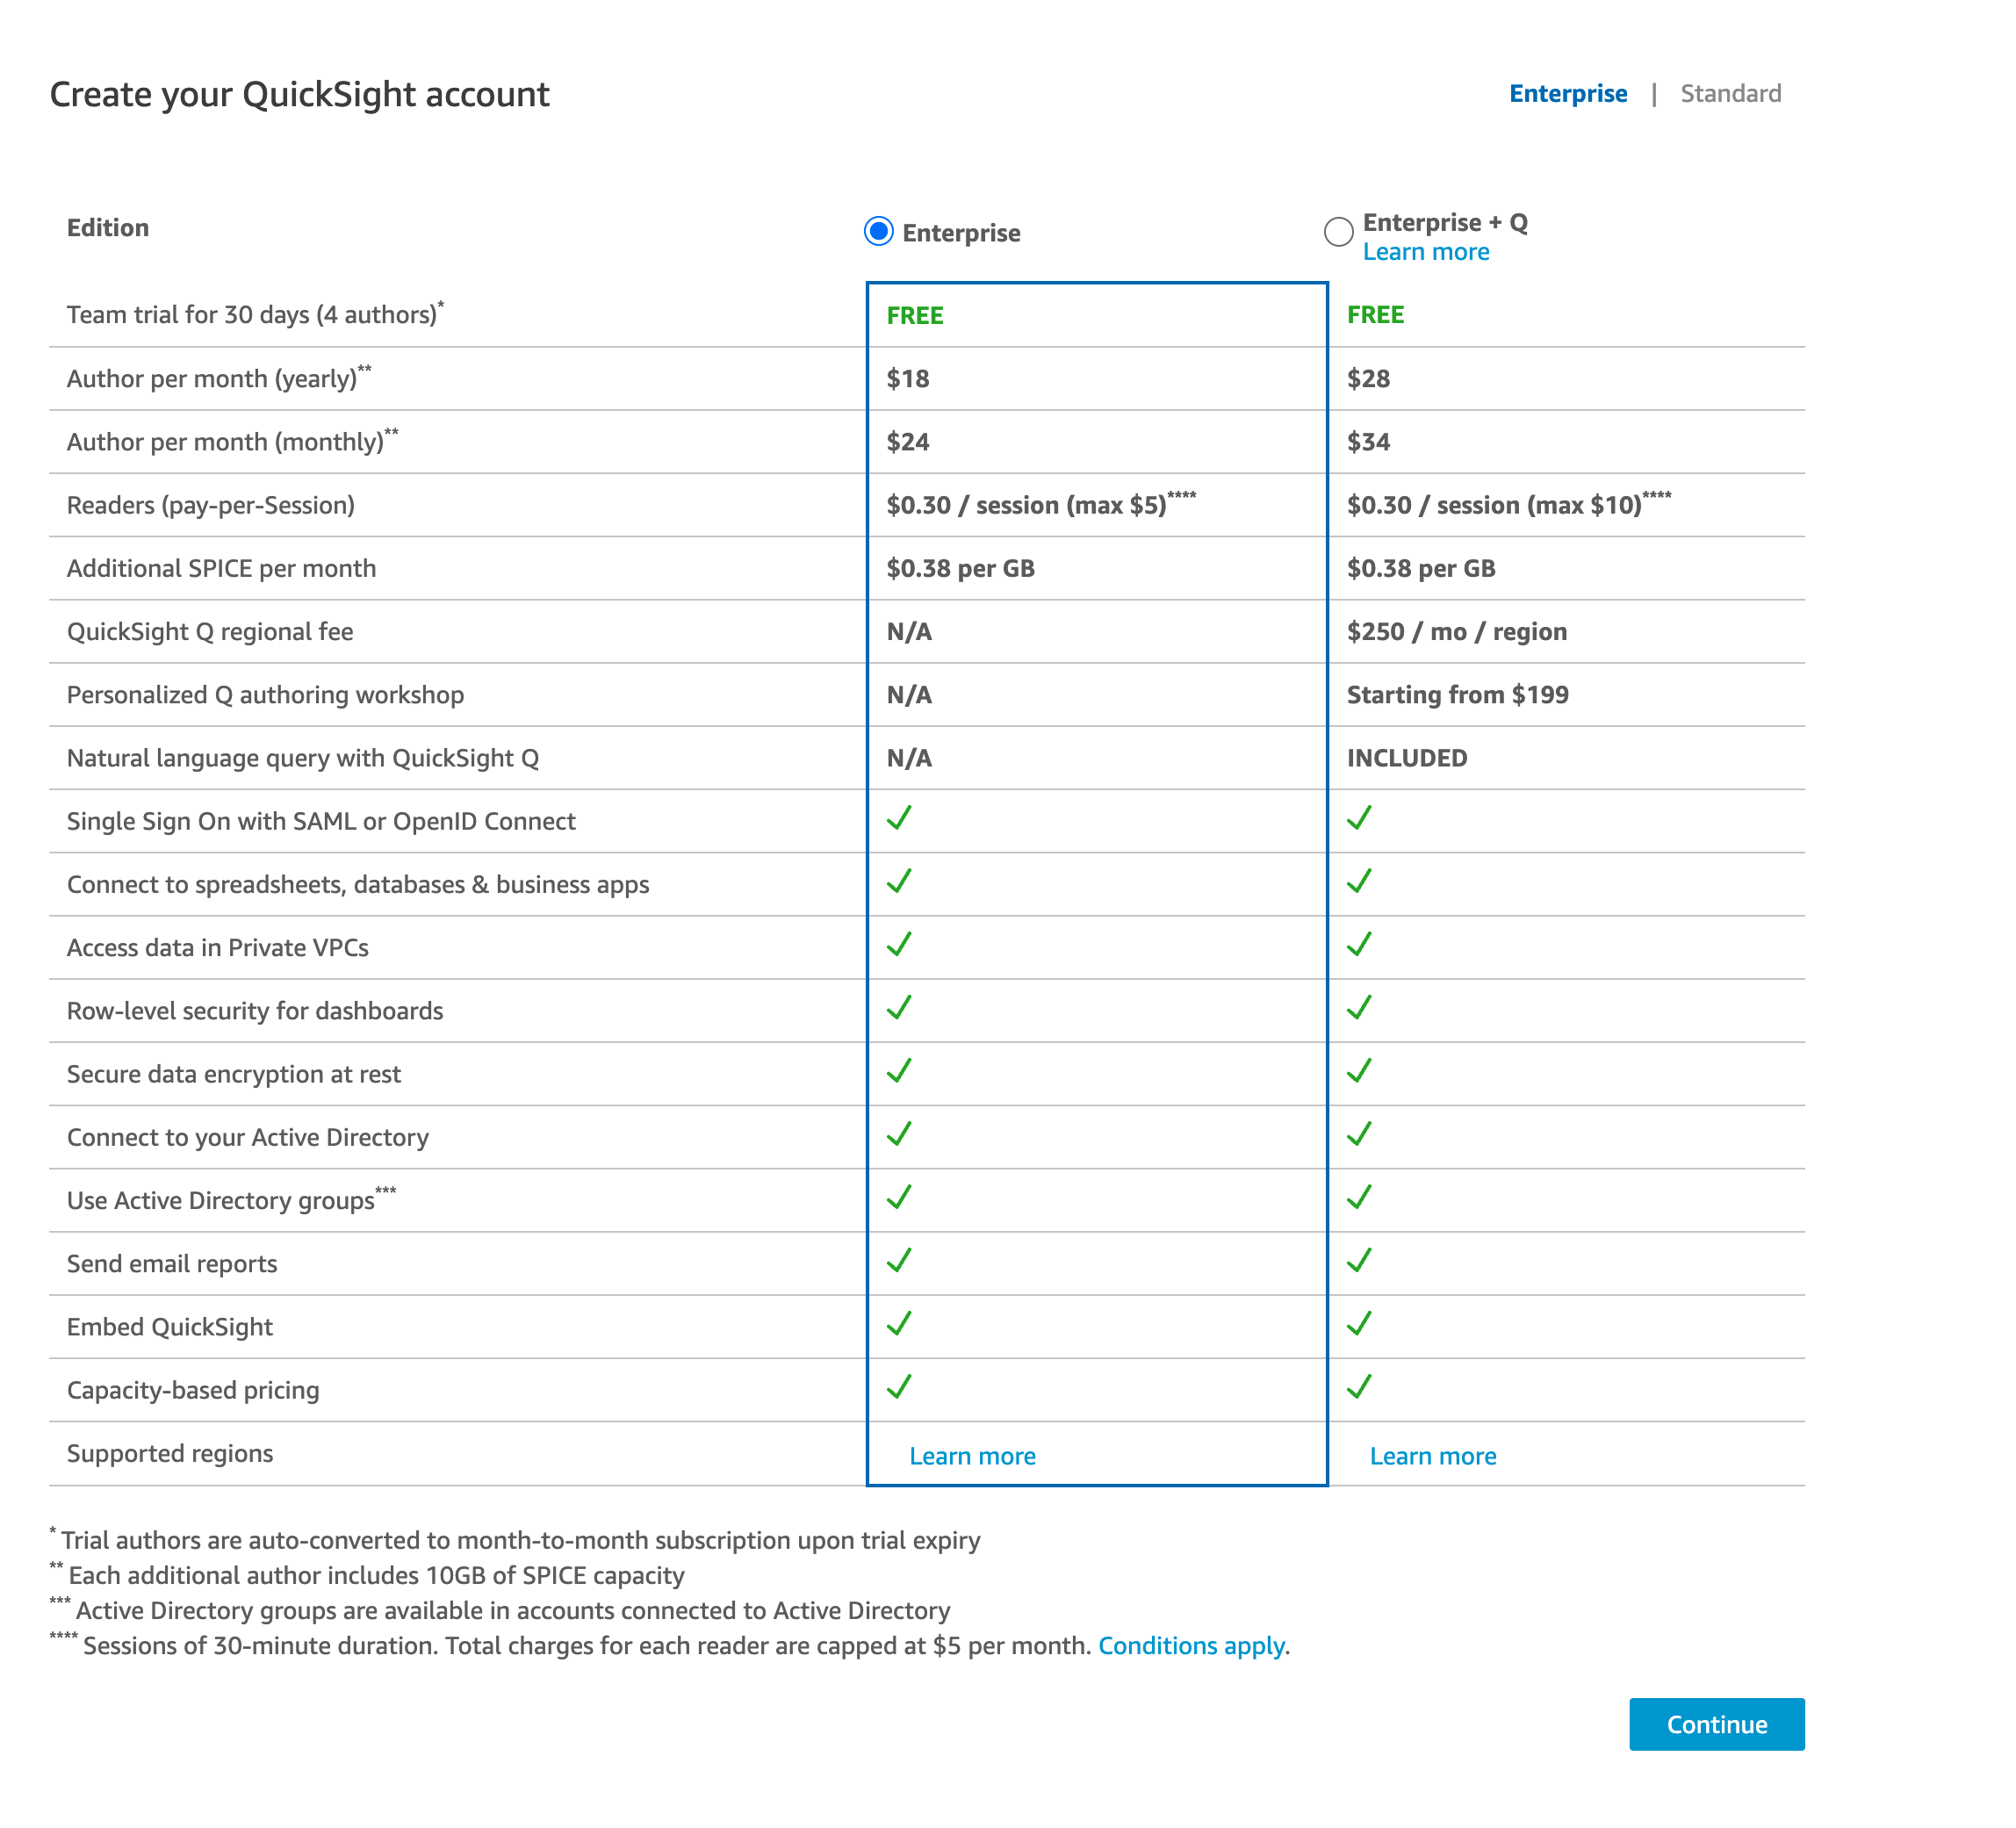 Create your QuickSight account
Enterprise | Standard
Edition Enterprise Enterprise + Q
Learn more
Team trial for 30 days (4 authors)* FREE FREE
Author per month (yearly)** $18 $28
Author per month (monthly)** $24 $34
Readers (pay-per-Session) $0.30 / session (max $5)**** $0.30 / session (max $10)****
Additional SPICE per month $0.38 per GB $0.38 per GB
QuickSight Q regional fee N/A $250 / mo / region
Personalized Q authoring workshop N/A Starting from $199
Natural language query with QuickSight Q N/A INCLUDED
Single Sign On with SAML or OpenID Connect
Connect to spreadsheets, databases & business apps
Access data in Private VPCs
Row-level security for dashboards
Secure data encryption at rest
Connect to your Active Directory
Use Active Directory groups***
Send email reports
Embed QuickSight
Capacity-based pricing
Supported regions Learn more Learn more
* Trial authors are auto-converted to month-to-month subscription upon trial expiry
** Each additional author includes 10GB of SPICE capacity
*** Active Directory groups are available in accounts connected to Active Directory
**** Sessions of 30-minute duration. Total charges for each reader are capped at $5 per month. Conditions apply.
Continue